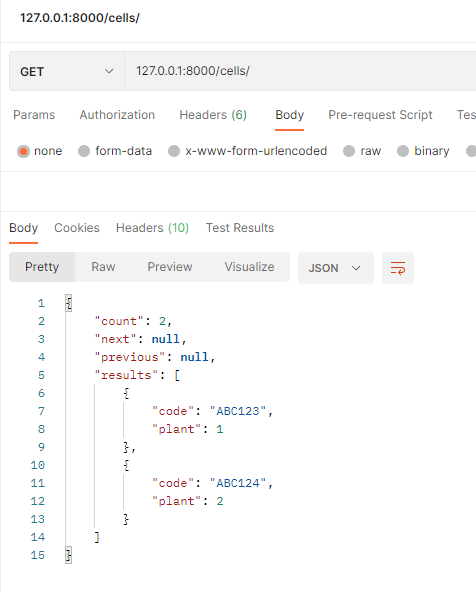 127.0.0.1:8000/cells/
GET 127.0.0.1:8000/cells/
Params Authorization Headers (6) Body Pre-request Script Tes
none form-data x-www-form-urlencoded raw binary
Body Cookies Headers (10) Test Results
Pretty Raw Preview Visualize JSON
1 {
2 "count": 2,
3 "next": null,
4 "previous": null,
5 "results": [
6 {
7 "code": "ABC123",
8 "plant": 1
9 },
10 {
11 "code": "ABC124",
12 "plant": 2
13 }
14 ]
15 }